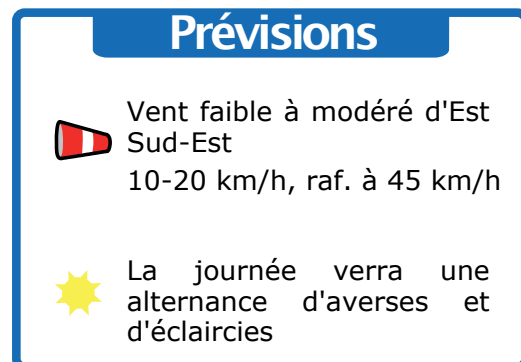 Prévisions
Vent faible à modéré d'Est
Sud-Est
10-20 km/h, raf. à 45 km/h
La journée verra une
alternance d'averses et
d'éclaircies